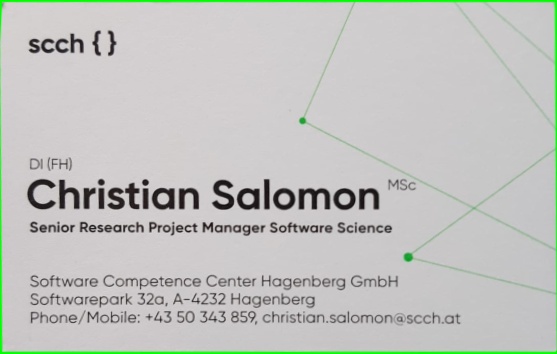 scch { }
DI (FH)
Christian Salomon MSc
Senior Research Project Manager Software Science
Software Competence Center Hagenberg GmbH
Softwarepark 32a, A-4232 Hagenberg
Phone/Mobile: +43 50 343 859, christian.salomon@scch.at